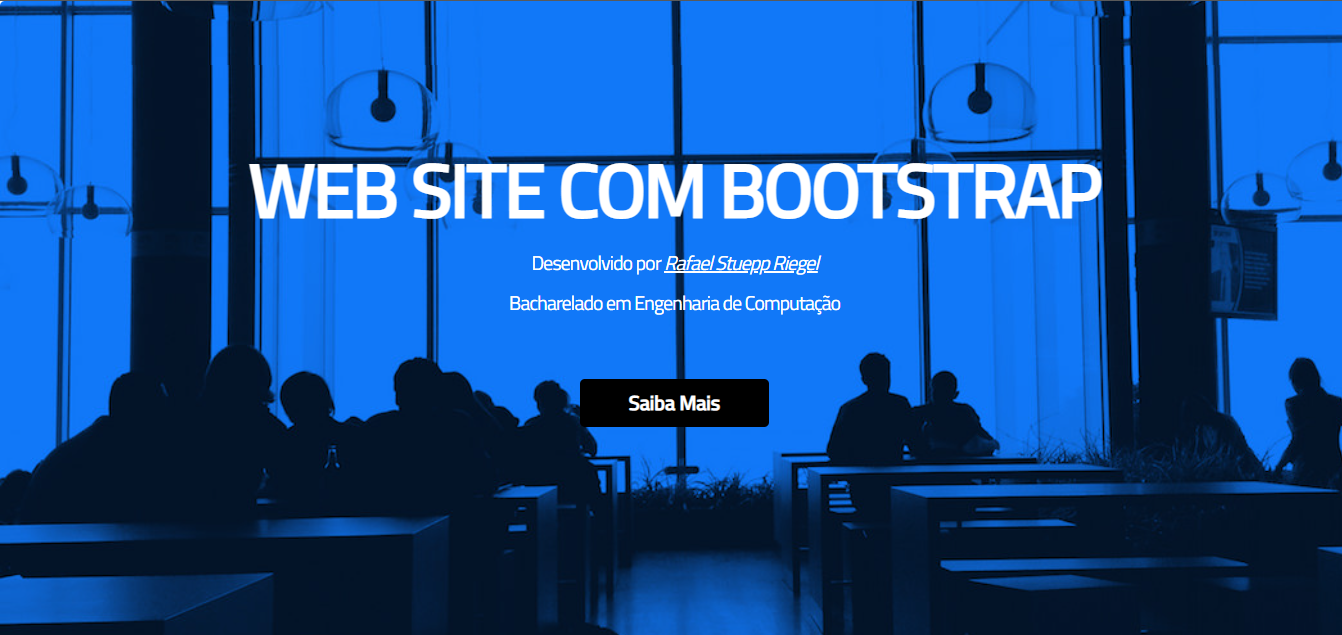 WEB SITE COM BOOTSTRAP
Desenvolvido por Rafael Stuepp Riegel
Bacharelado em Engenharia de Computação
Saiba Mais